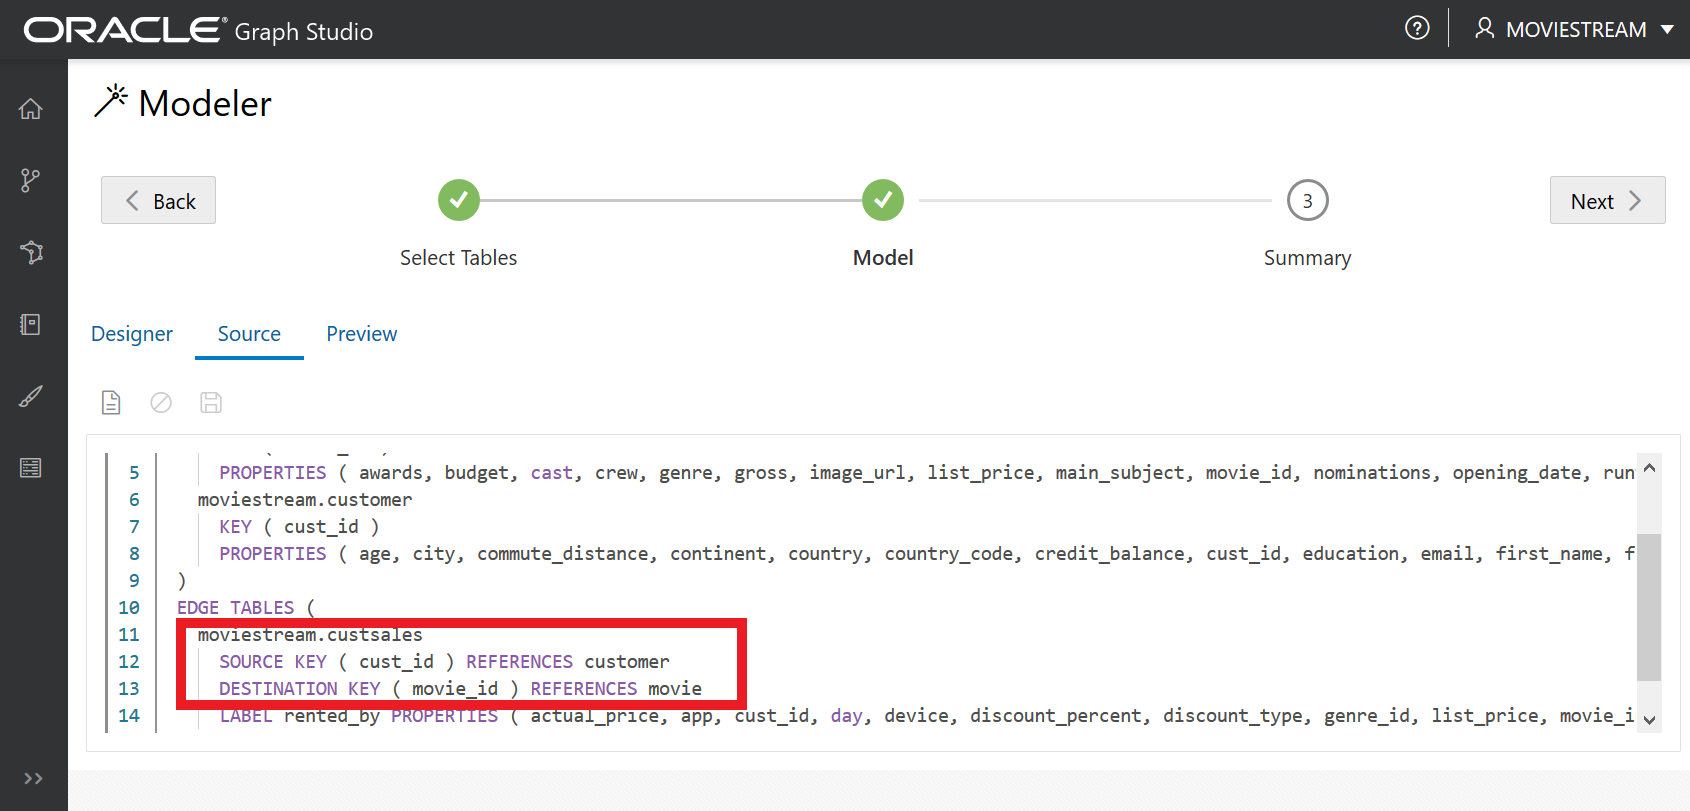 ORACLE® Graph Studio
MOVIESTREAM
Modeler
Back
3
Next
Select Tables
Model
Summary
Designer
Source
Preview
5 PROPERTIES ( awards, budget, cast, crew, genre, gross, image_url, list_price, main_subject, movie_id, nominations, opening_date, run
6 moviestream.customer
7 KEY ( cust_id )
8 PROPERTIES ( age, city, commute_distance, continent, country, country_code, credit_balance, cust_id, education, email, first_name, f
9 )
10 EDGE TABLES (
11 moviestream.custsales
12 SOURCE KEY ( cust_id ) REFERENCES customer
13 DESTINATION KEY ( movie_id ) REFERENCES movie
14 LABEL rented_by PROPERTIES ( actual_price, app, cust_id, day, device, discount_percent, discount_type, genre_id, list_price, movie_i